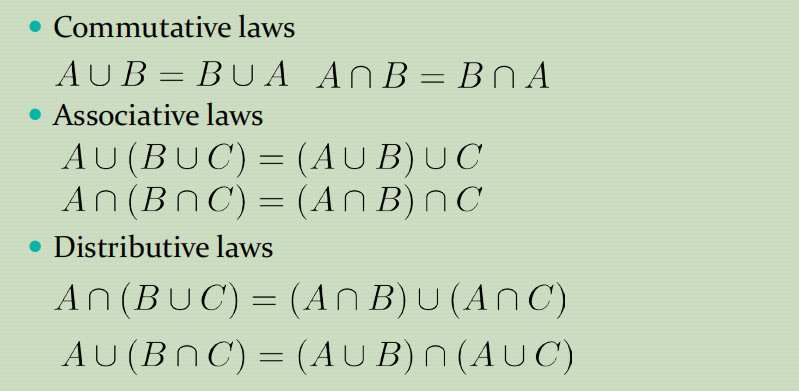 • Commutative laws
A ∪ B = B ∪ A A ∩ B = B ∩ A
• Associative laws
A ∪ (B ∪ C) = (A ∪ B) ∪ C
A ∩ (B ∩ C) = (A ∩ B) ∩ C
• Distributive laws
A ∩ (B ∪ C) = (A ∩ B) ∪ (A ∩ C)
A ∪ (B ∩ C) = (A ∪ B) ∩ (A ∪ C)